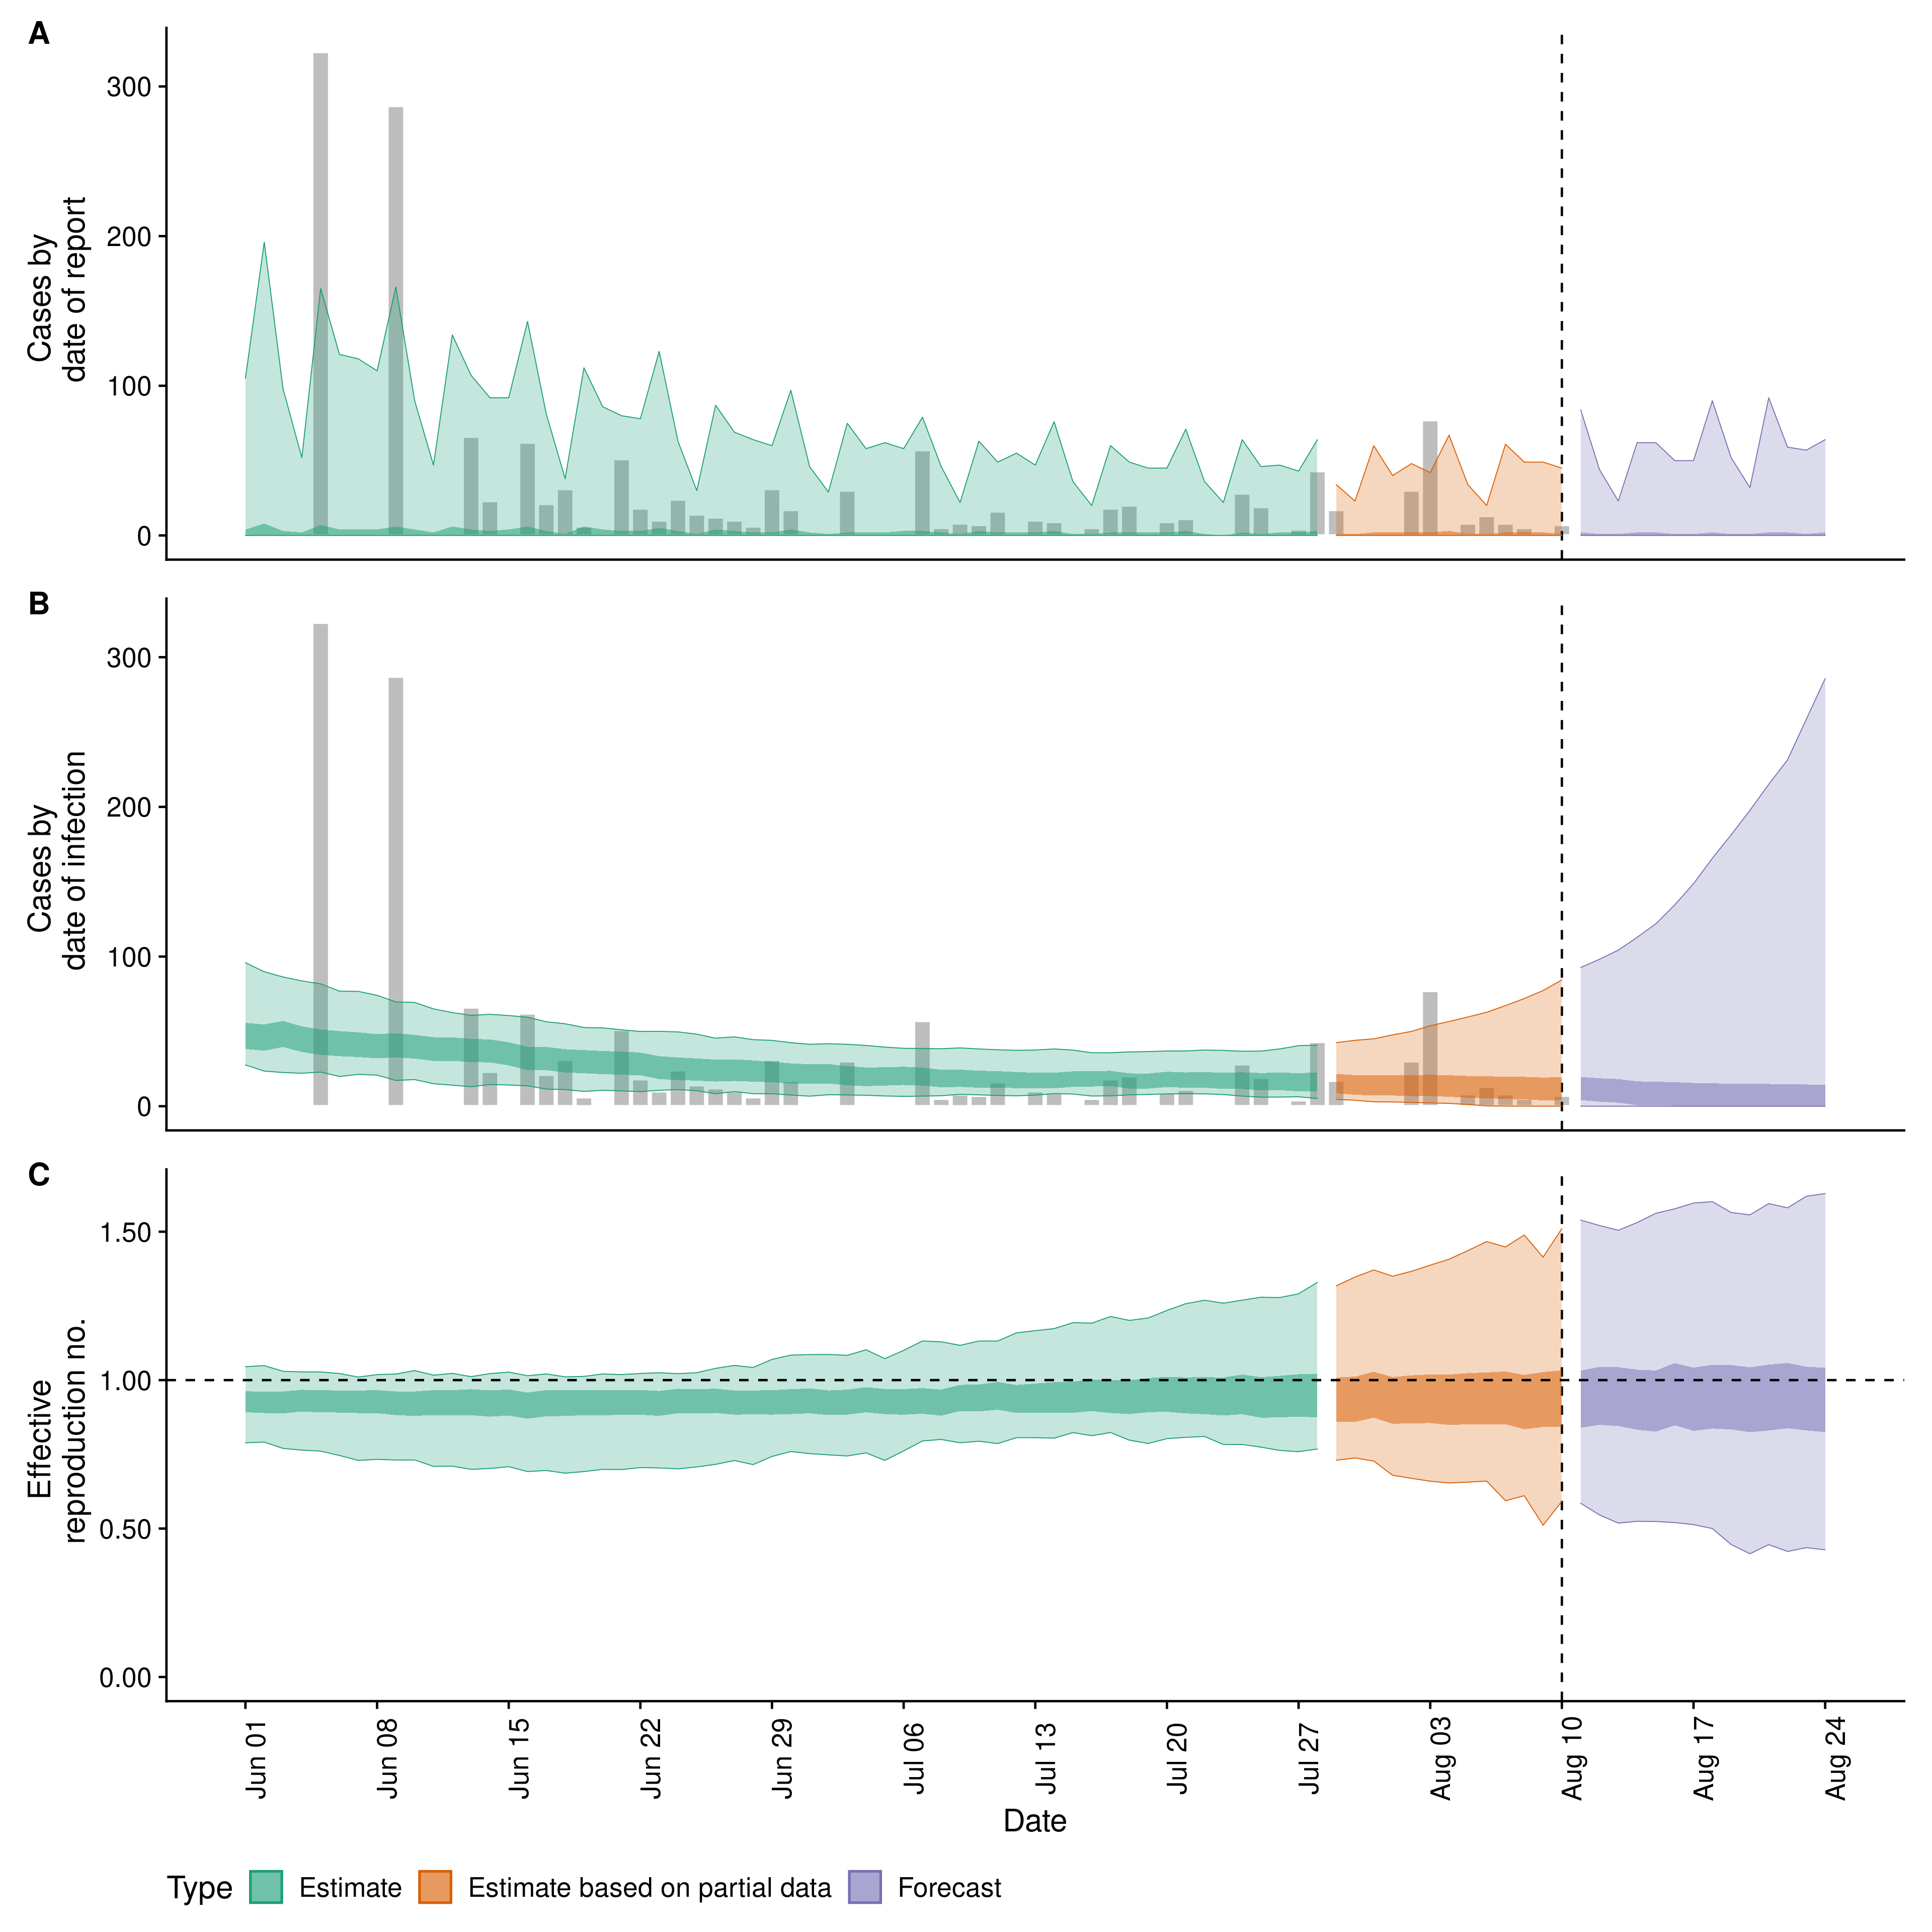 A
Cases by
date of report
300
200
100
0
B
Cases by
date of infection
300
200
100
0
C
Effective
reproduction no.
1.50
1.00
0.50
0.00
Jun 01
Jun 08
Jun 15
Jun 22
Jun 29
Jul 06
Jul 13
Jul 20
Jul 27
Aug 03
Aug 10
Aug 17
Aug 24
Date
Type Estimate Estimate based on partial data Forecast